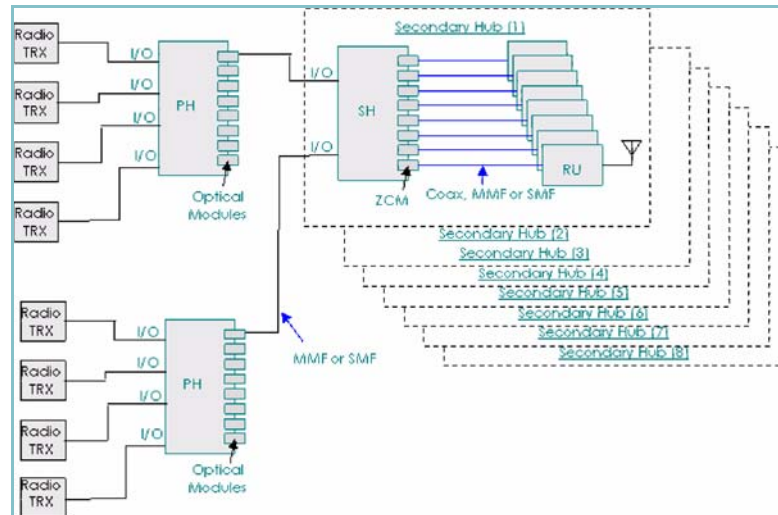 Secondary Hub (1)
Radio
TRX
I/O
Radio
TRX
I/O
PH
Radio
TRX
I/O
Radio
TRX
I/O
Optical
Modules
I/O
I/O
SH
ZCM
Coax, MMF or SMF
RU
Secondary Hub (2)
Secondary Hub (3)
Secondary Hub (4)
Secondary Hub (5)
Secondary Hub (6)
Secondary Hub (7)
Secondary Hub (8)
Radio
TRX
I/O
Radio
TRX
I/O
PH
Radio
TRX
I/O
Radio
TRX
I/O
Optical
Modules
MMF or SMF